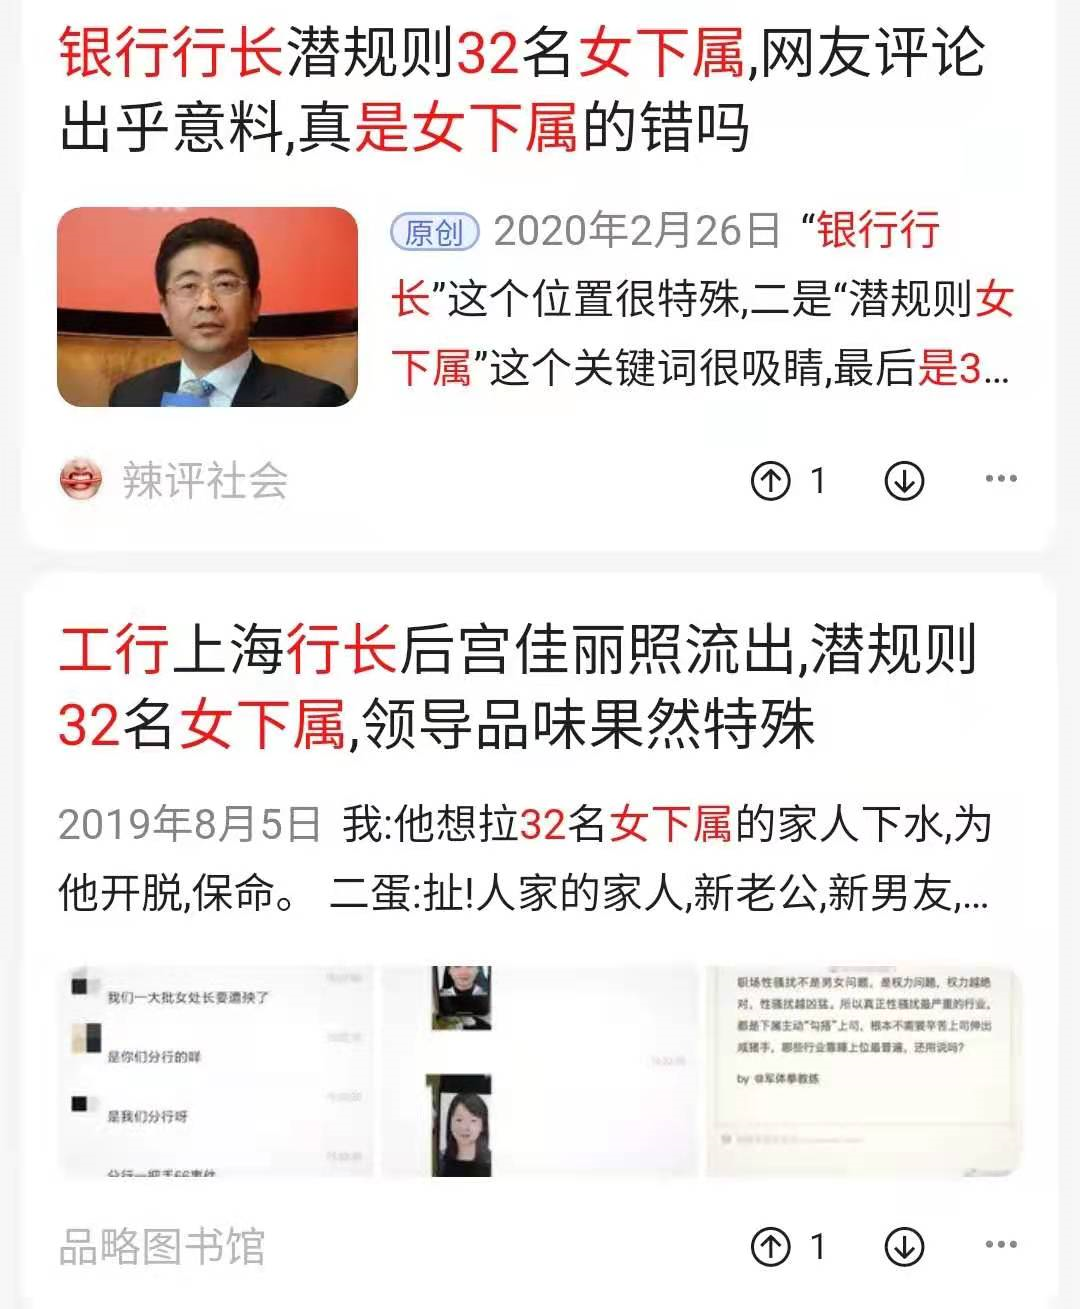 银行行长潜规则32名女下属,网友评论
出乎意料,真是女下属的错吗
原创 2020年2月26日 “银行行
长”这个位置很特殊,二是“潜规则女
下属”这个关键词很吸睛,最后是3...
辣评社会
1
工行上海行长后宫佳丽照流出,潜规则
32名女下属,领导品味果然特殊
2019年8月5日 我:他想拉32名女下属的家人下水,为
他开脱,保命。 二蛋:扯!人家的家人,新老公,新男友,...
我们一大批女处长要遭殃了
是你们分行的咩
是我们分行呀
职场性骚扰不是男女问题，是权力问题，权力越绝
对，性骚扰越凶猛。所以真正性骚扰最严重的行业，
都是下属主动“勾搭”上司，根本不需要辛苦上司伸出
咸猪手。哪些行业靠睡上位最普遍，还用说吗？
by @军体拳教练
品略图书馆
1